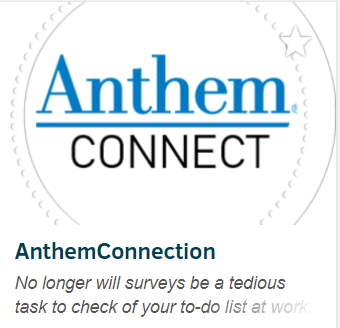 Anthem®
CONNECT
AnthemConnection
No longer will surveys be a tedious
task to check of your to-do list at work.